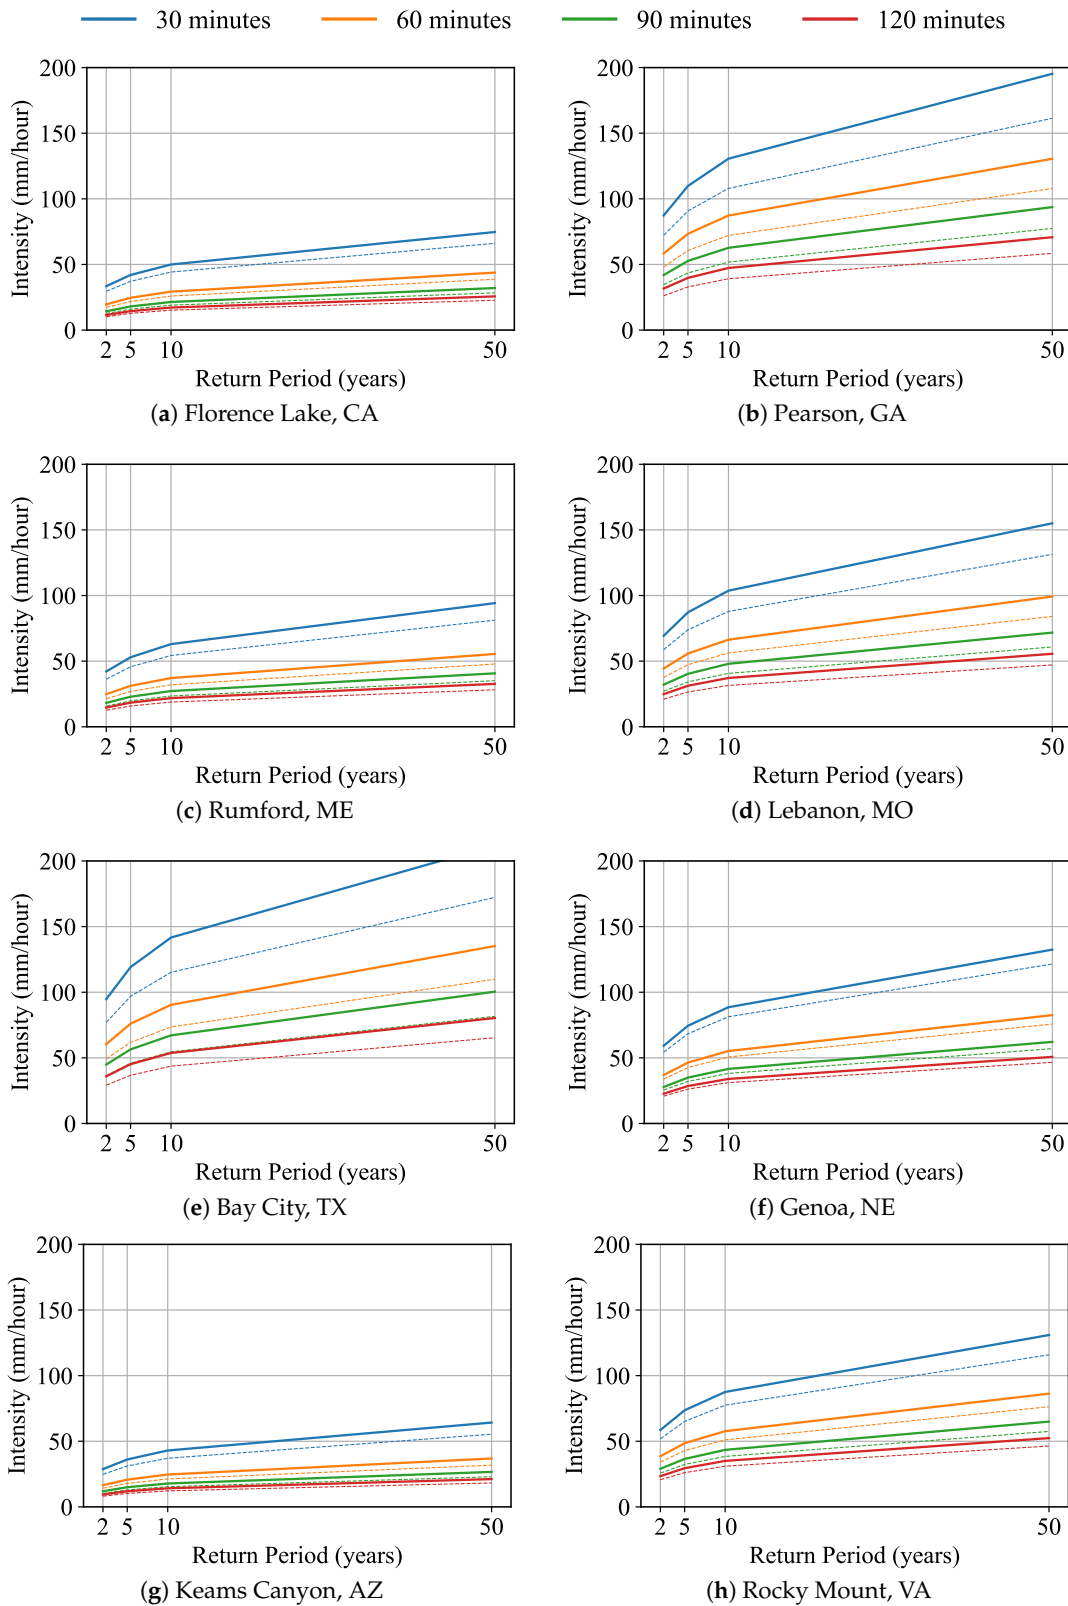 30 minutes 60 minutes 90 minutes 120 minutes
200
150
100
50
0
Intensity (mm/hour)
2 5 10 50
Return Period (years)
(a) Florence Lake, CA
200
150
100
50
0
Intensity (mm/hour)
2 5 10 50
Return Period (years)
(b) Pearson, GA
200
150
100
50
0
Intensity (mm/hour)
2 5 10 50
Return Period (years)
(c) Rumford, ME
200
150
100
50
0
Intensity (mm/hour)
2 5 10 50
Return Period (years)
(d) Lebanon, MO
200
150
100
50
0
Intensity (mm/hour)
2 5 10 50
Return Period (years)
(e) Bay City, TX
200
150
100
50
0
Intensity (mm/hour)
2 5 10 50
Return Period (years)
(f) Genoa, NE
200
150
100
50
0
Intensity (mm/hour)
2 5 10 50
Return Period (years)
(g) Keams Canyon, AZ
200
150
100
50
0
Intensity (mm/hour)
2 5 10 50
Return Period (years)
(h) Rocky Mount, VA